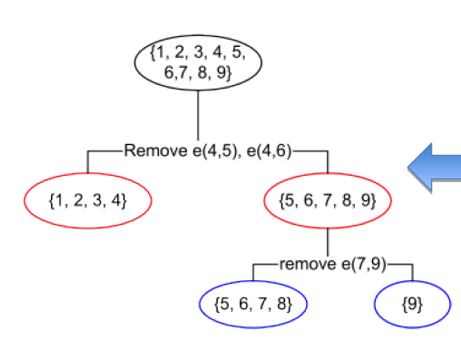 {1, 2, 3, 4, 5,
6,7, 8, 9}
Remove e(4,5), e(4,6)
{1, 2, 3, 4}
{5, 6, 7, 8, 9}
remove e(7,9)
{5, 6, 7, 8}
{9}